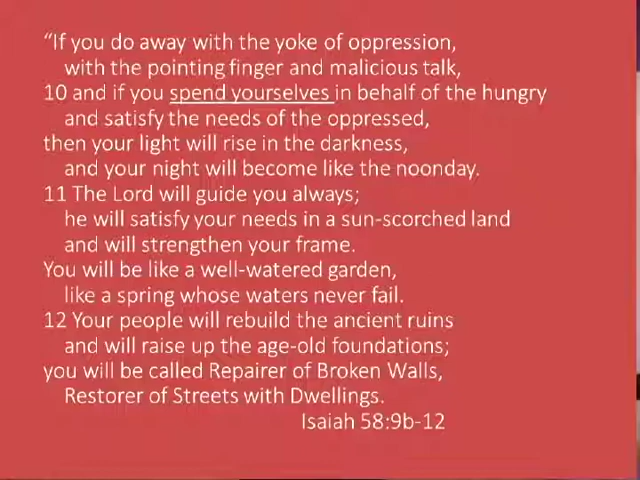 “If you do away with the yoke of oppression,
with the pointing finger and malicious talk,
10 and if you spend yourselves in behalf of the hungry
and satisfy the needs of the oppressed,
then your light will rise in the darkness,
and your night will become like the noonday.
11 The Lord will guide you always;
he will satisfy your needs in a sun-scorched land
and will strengthen your frame.
You will be like a well-watered garden,
like a spring whose waters never fail.
12 Your people will rebuild the ancient ruins
and will raise up the age-old foundations;
you will be called Repairer of Broken Walls,
Restorer of Streets with Dwellings.
Isaiah 58:9b-12